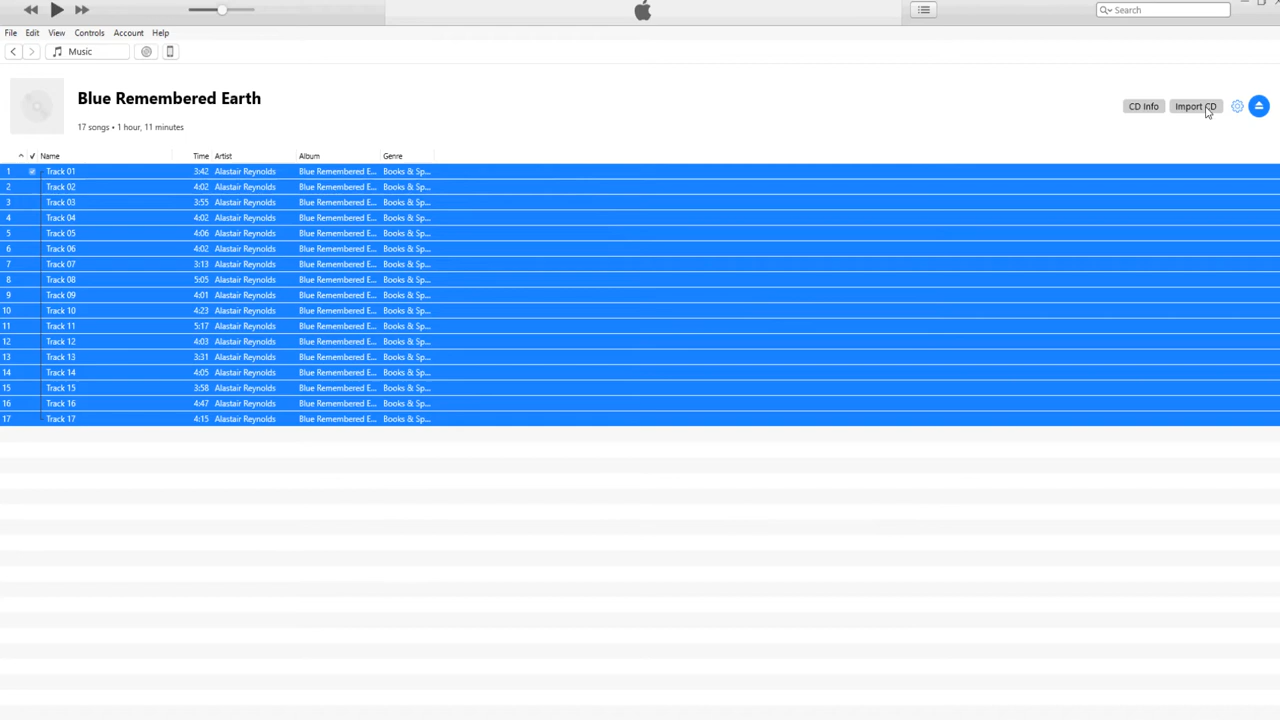 Search
File Edit View Controls Account Help
Music
Blue Remembered Earth
17 songs • 1 hour, 11 minutes
CD Info Import CD
Name Time Artist Album Genre
1 Track 01 3:42 Alastair Reynolds Blue Remembered E... Books & Sp...
2 Track 02 4:02 Alastair Reynolds Blue Remembered E... Books & Sp...
3 Track 03 3:55 Alastair Reynolds Blue Remembered E... Books & Sp...
4 Track 04 4:02 Alastair Reynolds Blue Remembered E... Books & Sp...
5 Track 05 4:06 Alastair Reynolds Blue Remembered E... Books & Sp...
6 Track 06 4:02 Alastair Reynolds Blue Remembered E... Books & Sp...
7 Track 07 3:13 Alastair Reynolds Blue Remembered E... Books & Sp...
8 Track 08 5:05 Alastair Reynolds Blue Remembered E... Books & Sp...
9 Track 09 4:01 Alastair Reynolds Blue Remembered E... Books & Sp...
10 Track 10 4:23 Alastair Reynolds Blue Remembered E... Books & Sp...
11 Track 11 5:17 Alastair Reynolds Blue Remembered E... Books & Sp...
12 Track 12 4:03 Alastair Reynolds Blue Remembered E... Books & Sp...
13 Track 13 3:31 Alastair Reynolds Blue Remembered E... Books & Sp...
14 Track 14 4:05 Alastair Reynolds Blue Remembered E... Books & Sp...
15 Track 15 3:58 Alastair Reynolds Blue Remembered E... Books & Sp...
16 Track 16 4:47 Alastair Reynolds Blue Remembered E... Books & Sp...
17 Track 17 4:15 Alastair Reynolds Blue Remembered E... Books & Sp...